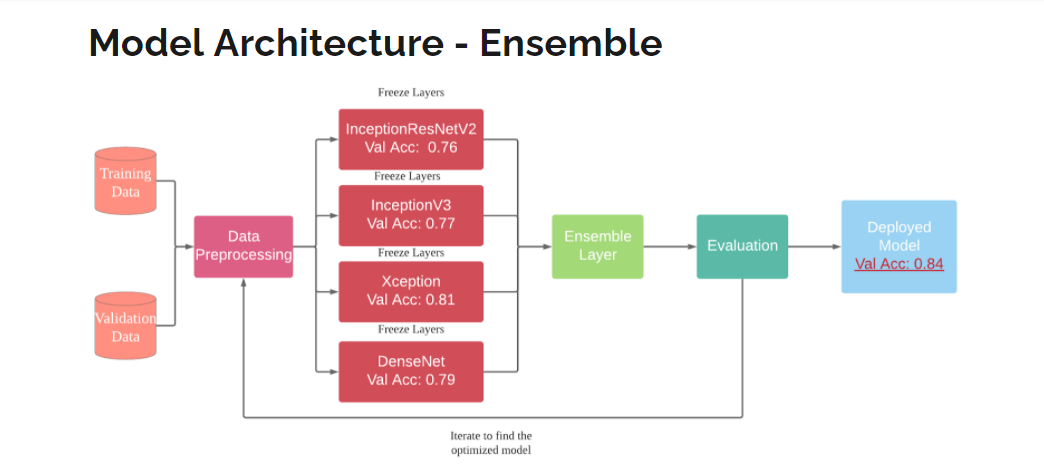 Model Architecture - Ensemble
Freeze Layers
InceptionResNetV2
Val Acc: 0.76
Freeze Layers
InceptionV3
Val Acc: 0.77
Freeze Layers
Xception
Val Acc: 0.81
Freeze Layers
DenseNet
Val Acc: 0.79
Training
Data
Validation
Data
Data
Preprocessing
Ensemble
Layer
Evaluation
Deployed
Model
Val Acc: 0.84
Iterate to find the
optimized model